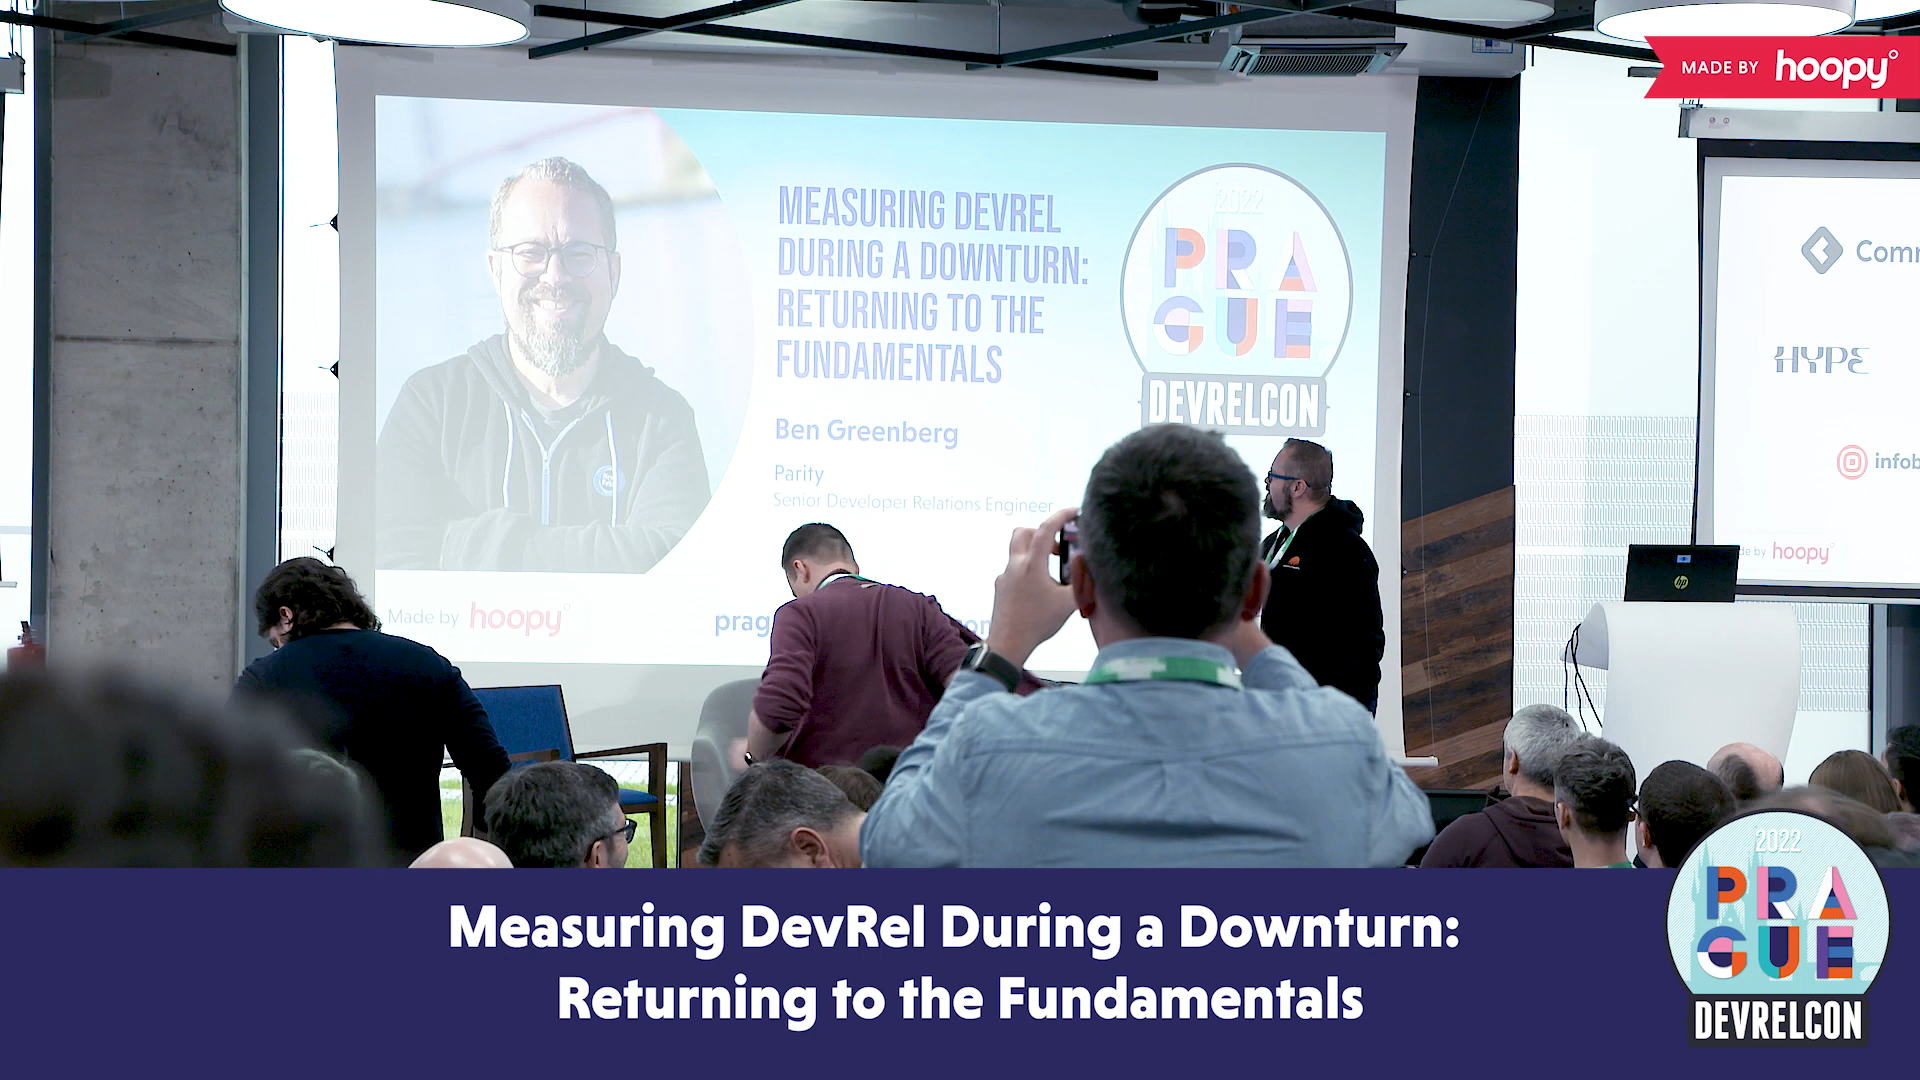 MADE BY hoopy
2022
PRA
GUE
DEVRELCON
MEASURING DEVREL
DURING A DOWNTURN:
RETURNING TO THE
FUNDAMENTALS
Ben Greenberg
Parity
Senior Developer Relations Engineer
Made by hoopy
HYPE
hoopy
hp
Measuring DevRel During a Downturn:
Returning to the Fundamentals
2022
PRA
GUE
DEVRELCON